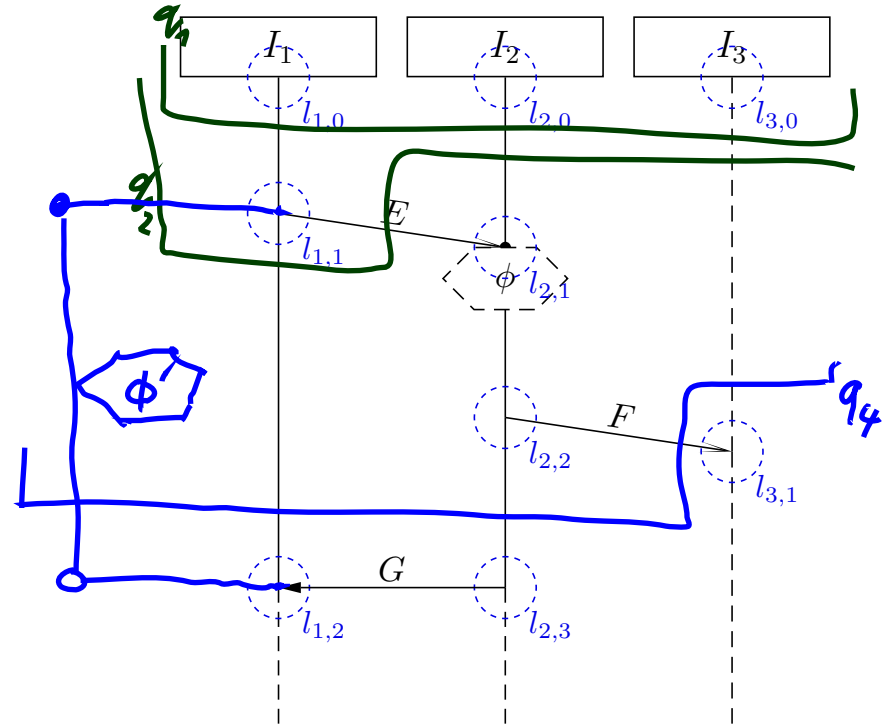 q₁
I₁ I₂ I₃
l₁,₀ l₂,₀ l₃,₀
q₂
E
l₁,₁
ϕ
l₂,₁
ϕ′
F
q₄
l₂,₂
l₃,₁
G
l₁,₂ l₂,₃